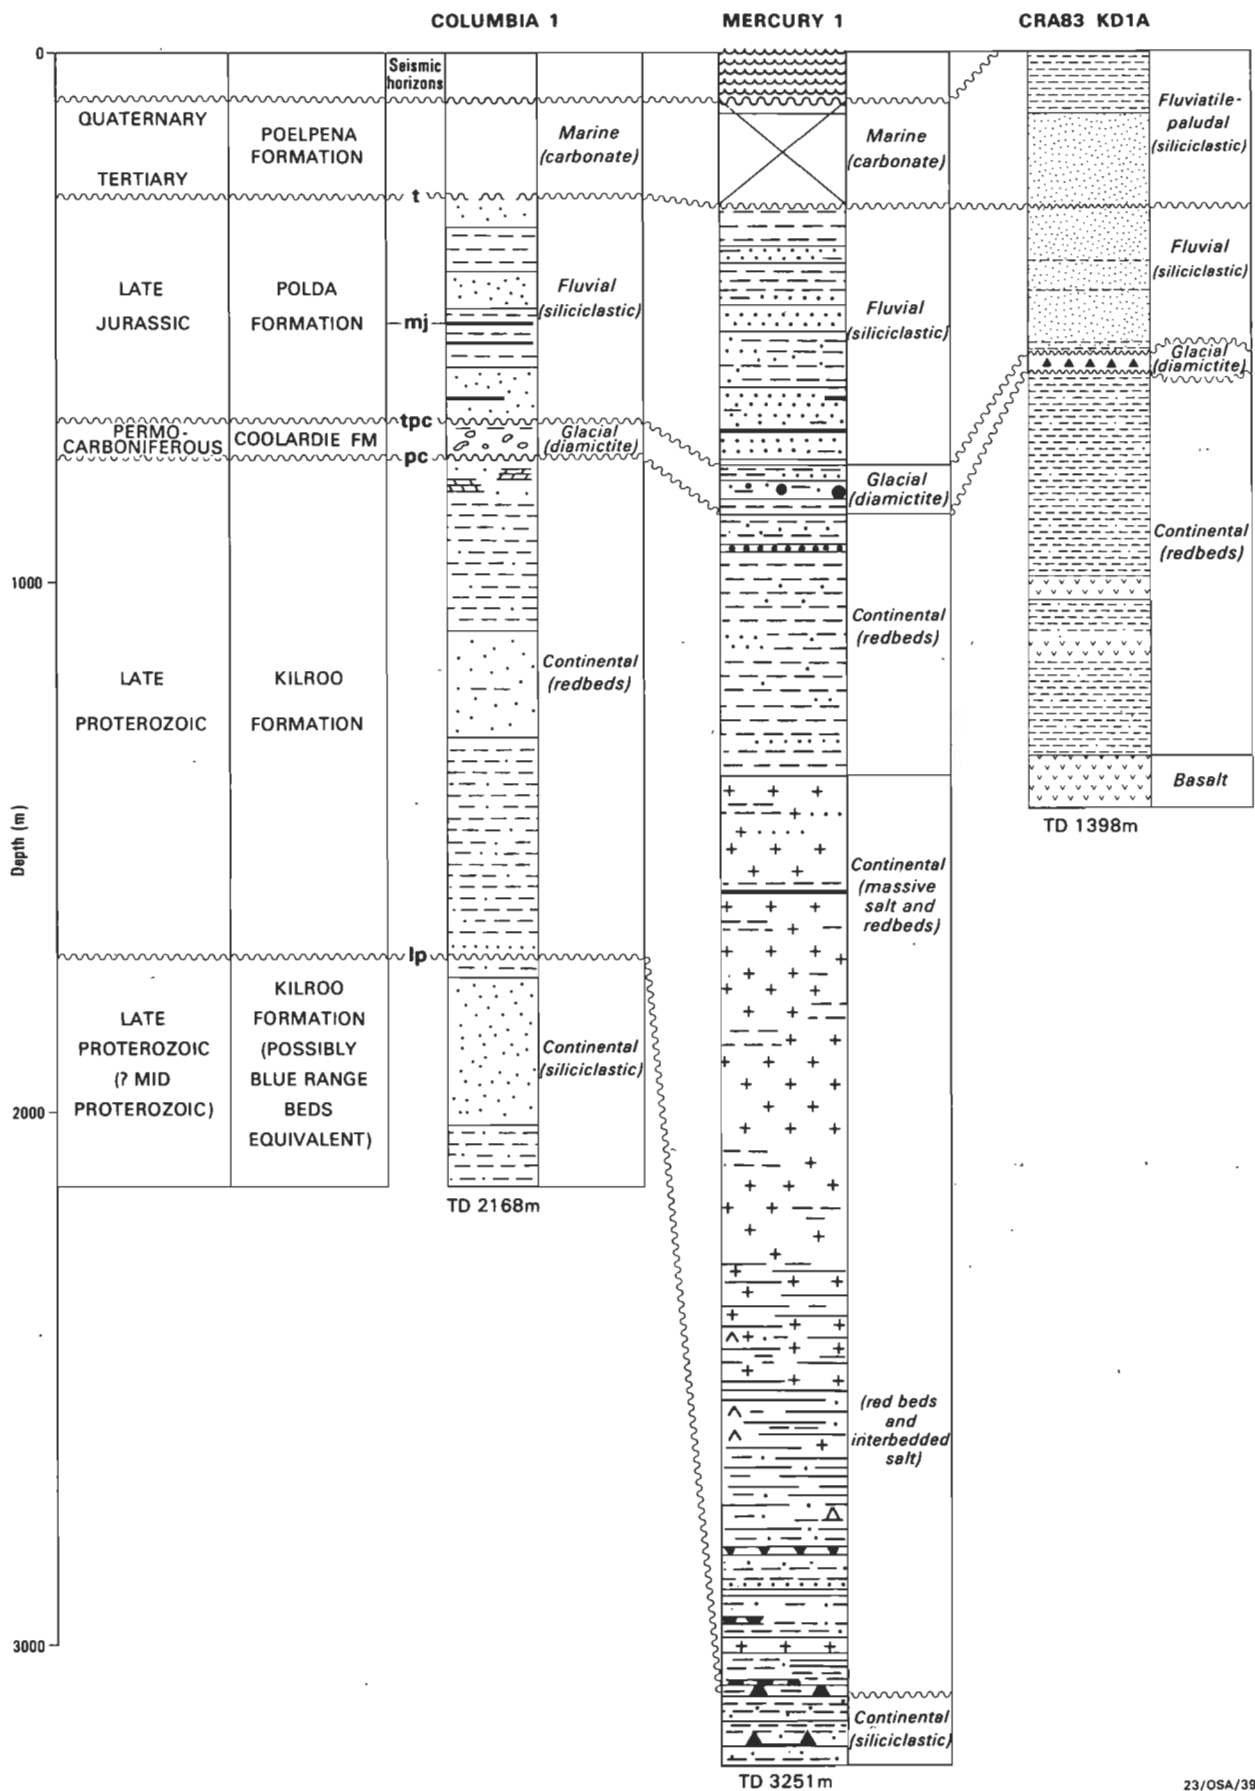 COLUMBIA 1
MERCURY 1
CRA83 KD1A
0
1000
2000
3000
Depth (m)
Seismic
horizons
QUATERNARY
TERTIARY
POELPENA
FORMATION
t
Marine
(carbonate)
LATE
JURASSIC
POLDA
FORMATION
mj
Fluvial
(siliciclastic)
tpc
PERMO-
CARBONIFEROUS
COOLARDIE FM
Glacial
(diamictite)
pc
LATE
PROTEROZOIC
KILROO
FORMATION
Continental
(redbeds)
lp
LATE
PROTEROZOIC
(? MID
PROTEROZOIC)
KILROO
FORMATION
(POSSIBLY
BLUE RANGE
BEDS
EQUIVALENT)
Continental
(siliciclastic)
TD 2168m
Marine
(carbonate)
Fluvial
(siliciclastic)
Glacial
(diamictite)
Continental
(redbeds)
Continental
(massive
salt and
redbeds)
(red beds
and
interbedded
salt)
Continental
(siliciclastic)
TD 3251m
Fluviatile-
paludal
(siliciclastic)
Fluvial
(siliciclastic)
Glacial
(diamictite)
Continental
(redbeds)
Basalt
TD 1398m
23/OSA/39